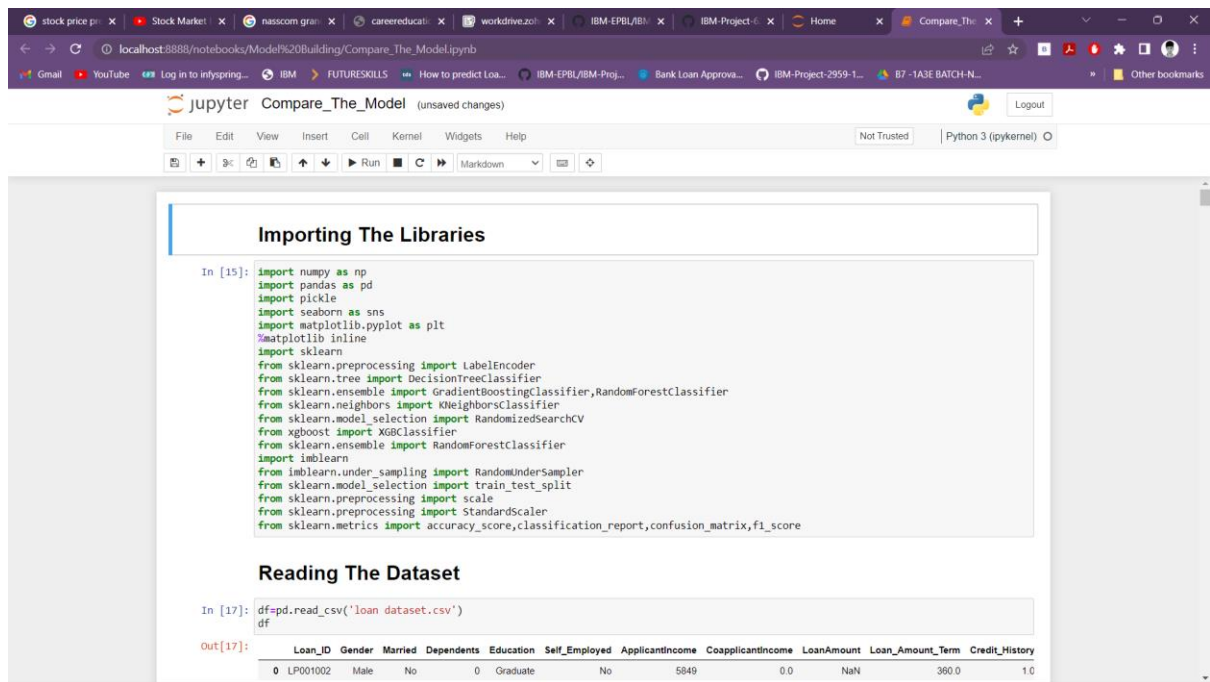 stock price pre
Stock Market
nasscom gran
careereducatic
workdrive.zoh
IBM-EPBL/IBM
IBM-Project-6
Home
Compare_The
localhost:8888/notebooks/Model%20Building/Compare_The_Model.ipynb
Gmail
YouTube
Log in to infyspring...
IBM
FUTURESKILLS
How to predict Loa...
IBM-EPBL/IBM-Proj...
Bank Loan Approva...
IBM-Project-2959-1...
B7 -1A3E BATCH-N...
»
Other bookmarks
jupyter Compare_The_Model (unsaved changes)
Logout
File Edit View Insert Cell Kernel Widgets Help
Not Trusted
Python 3 (ipykernel)
Run
Markdown
Importing The Libraries
In [15]: import numpy as np
import pandas as pd
import pickle
import seaborn as sns
import matplotlib.pyplot as plt
%matplotlib inline
import sklearn
from sklearn.preprocessing import LabelEncoder
from sklearn.tree import DecisionTreeClassifier
from sklearn.ensemble import GradientBoostingClassifier,RandomForestClassifier
from sklearn.neighbors import KNeighborsClassifier
from sklearn.model_selection import RandomizedSearchCV
from xgboost import XGBClassifier
from sklearn.ensemble import RandomForestClassifier
import imblearn
from imblearn.under_sampling import RandomUnderSampler
from sklearn.model_selection import train_test_split
from sklearn.preprocessing import scale
from sklearn.preprocessing import StandardScaler
from sklearn.metrics import accuracy_score,classification_report,confusion_matrix,f1_score
Reading The Dataset
In [17]: df=pd.read_csv('loan dataset.csv')
df
Out[17]:
Loan_ID Gender Married Dependents Education Self_Employed ApplicantIncome CoapplicantIncome LoanAmount Loan_Amount_Term Credit_History
0 LP001002 Male No 0 Graduate No 5849 0.0 NaN 360.0 1.0